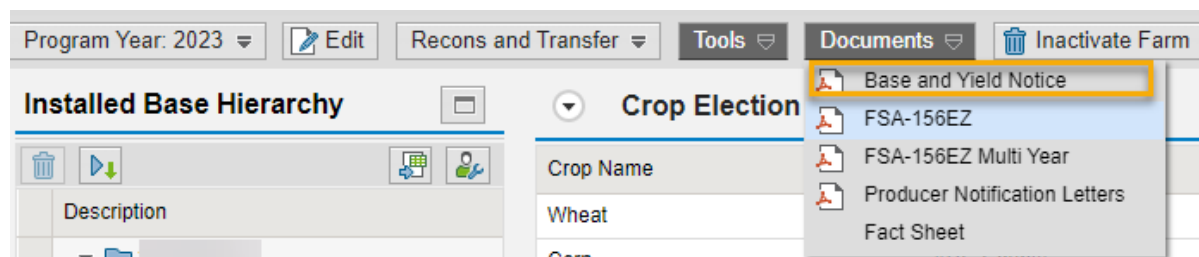 Program Year: 2023 Edit Recons and Transfer Tools Documents Inactivate Farm
Base and Yield Notice
FSA-156EZ
FSA-156EZ Multi Year
Producer Notification Letters
Fact Sheet
Installed Base Hierarchy
Description
Crop Election
Crop Name
Wheat
Corn